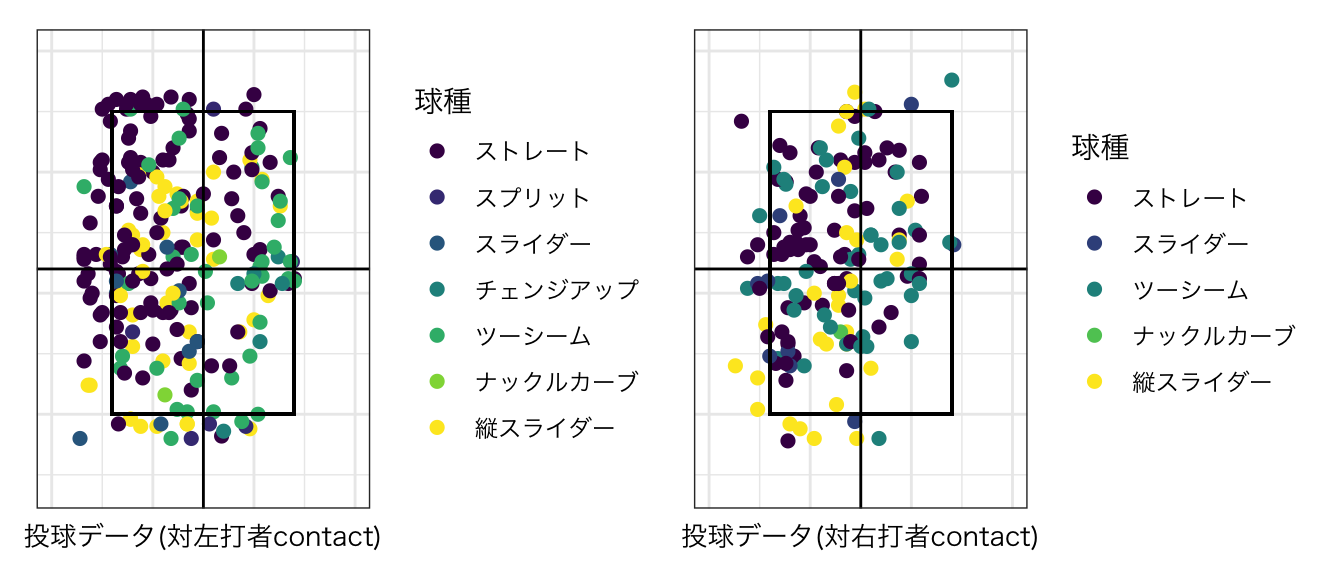 球種
ストレート
スプリット
スライダー
チェンジアップ
ツーシーム
ナックルカーブ
縦スライダー
投球データ(対左打者contact)
球種
ストレート
スライダー
ツーシーム
ナックルカーブ
縦スライダー
投球データ(対右打者contact)